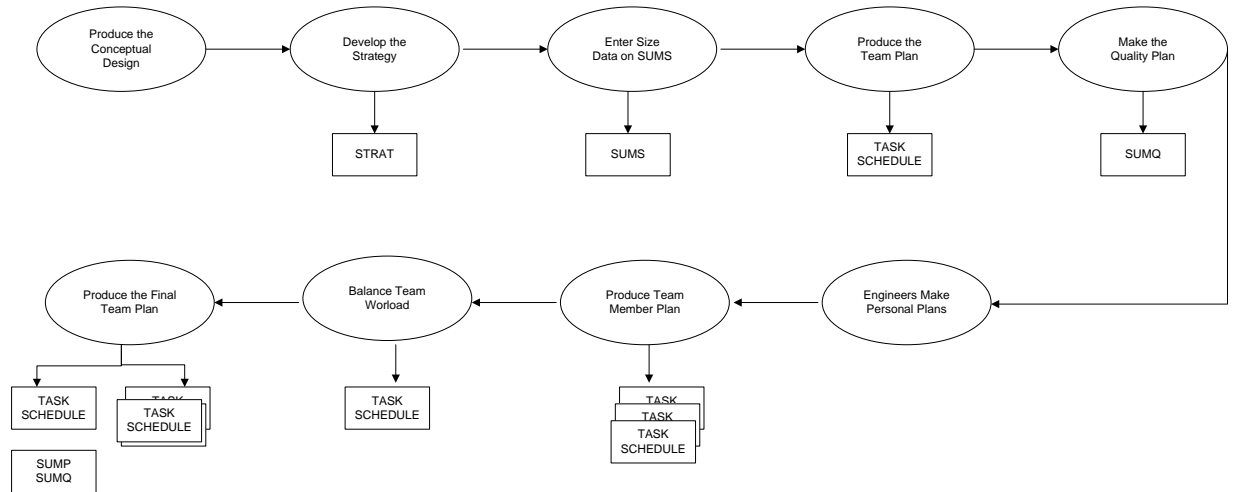 Produce the
Conceptual
Design
Develop the
Strategy
Enter Size
Data on SUMS
Produce the
Team Plan
Make the
Quality Plan
STRAT
SUMS
TASK
SCHEDULE
SUMQ
Produce the Final
Team Plan
Balance Team
Worload
Produce Team
Member Plan
Engineers Make
Personal Plans
TASK
SCHEDULE
TASK
TASK
SCHEDULE
TASK
SCHEDULE
TASK
TASK
TASK
SCHEDULE
SUMP
SUMQ